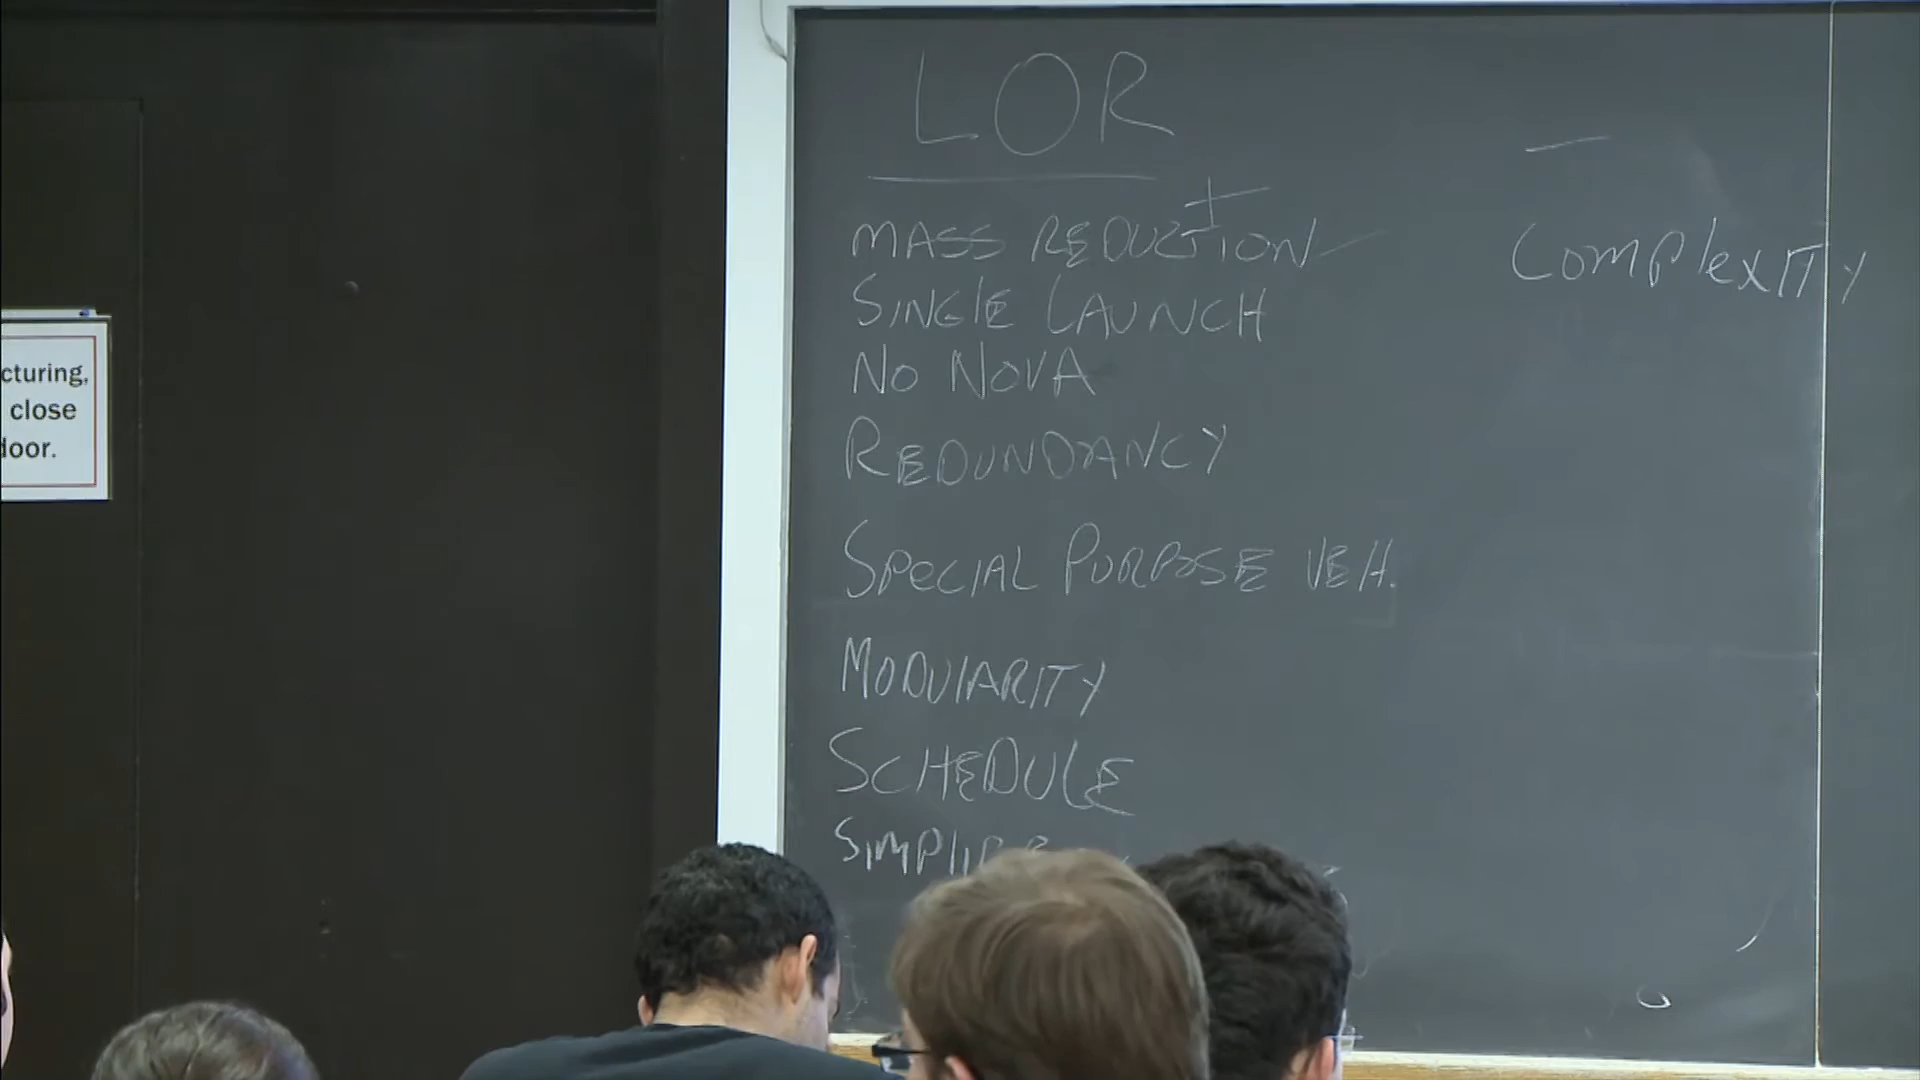 LOR
+
MASS REDUCTION
SINGLE LAUNCH
NO NOVA
REDUNDANCY
SPECIAL PURPOSE VEH.
MODULARITY
SCHEDULE
—
COMPLEXITY
cturing,
close
door.